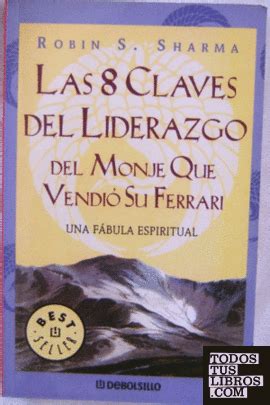 ROBIN S. SHARMA
LAS 8 CLAVES
DEL LIDERAZGO
DEL MONJE QUE
VENDIÓ SU FERRARI
UNA FÁBULA ESPIRITUAL
BEST
SELLER
DEBOLSILLO
TODOS
TUS
LIBROS
.COM